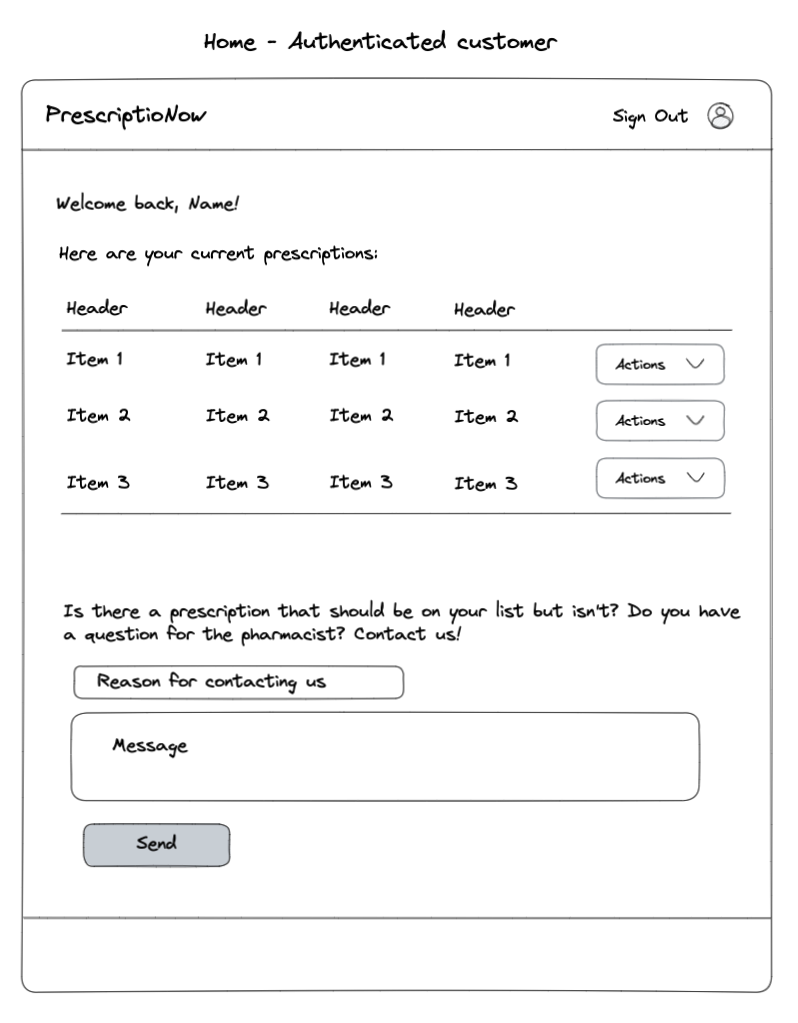 Home - Authenticated customer
PrescriptioNow
Sign Out
Welcome back, Name!
Here are your current prescriptions:
Header Header Header Header
Item 1 Item 1 Item 1 Item 1 Actions
Item 2 Item 2 Item 2 Item 2 Actions
Item 3 Item 3 Item 3 Item 3 Actions
Is there a prescription that should be on your list but isn't? Do you have
a question for the pharmacist? Contact us!
Reason for contacting us
Message
Send